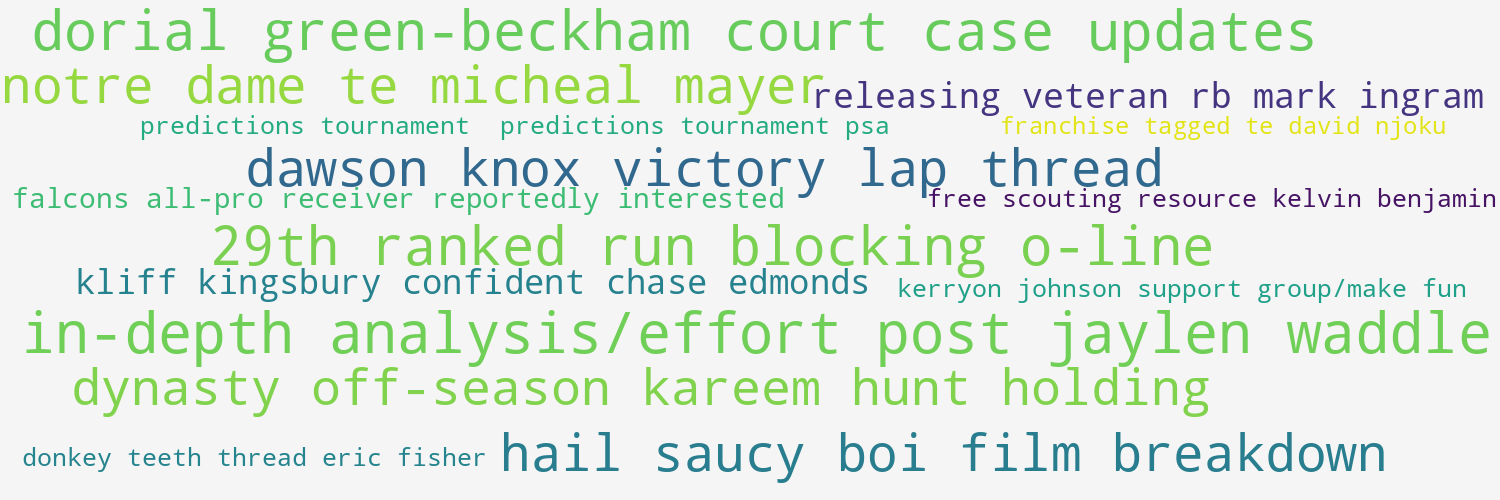 dorial green-beckham court case updates
notre dame te micheal mayer
releasing veteran rb mark ingram
predictions tournament predictions tournament psa
franchise tagged te david njoku
dawson knox victory lap thread
falcons all-pro receiver reportedly interested
free scouting resource kelvin benjamin
29th ranked run blocking o-line
kliff kingsbury confident chase edmonds
kerryon johnson support group/make fun
in-depth analysis/effort post jaylen waddle
dynasty off-season kareem hunt holding
donkey teeth thread eric fisher
hail saucy boi film breakdown